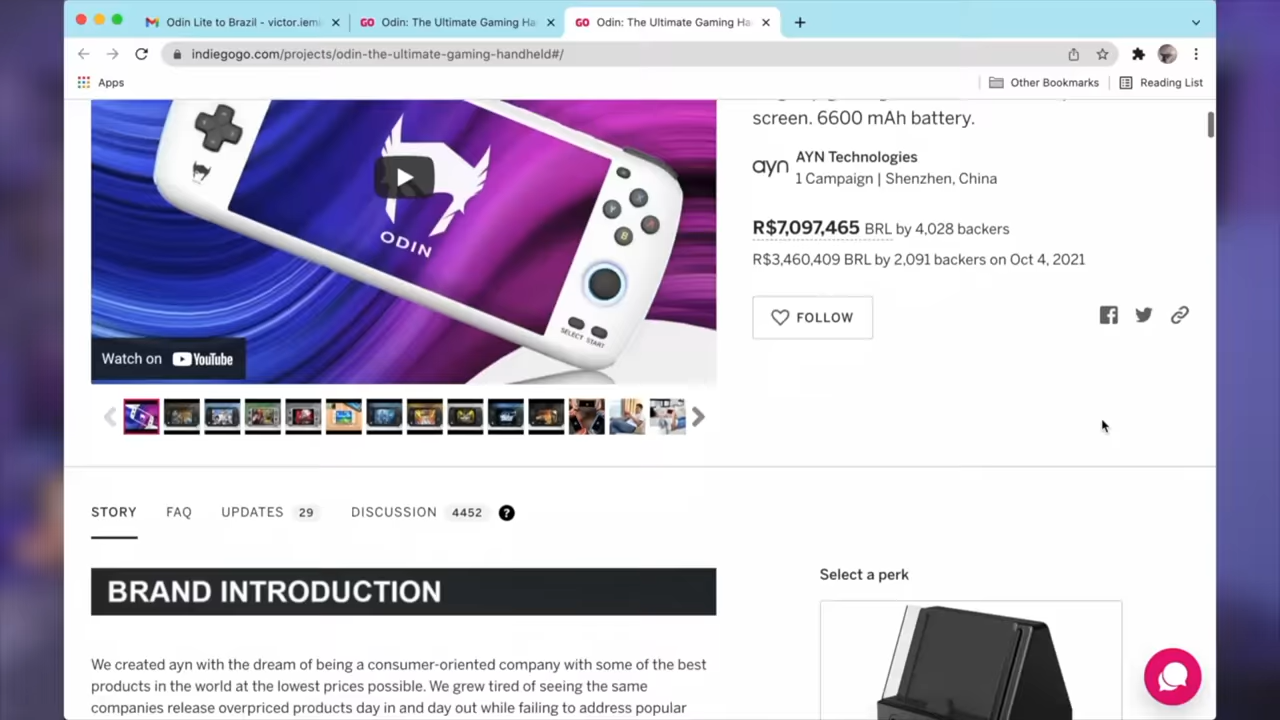 Odin Lite to Brazil - victor.iem
Odin: The Ultimate Gaming Ha
Odin: The Ultimate Gaming Ha
indiegogo.com/projects/odin-the-ultimate-gaming-handheld#/
Apps
Other Bookmarks
Reading List
screen. 6600 mAh battery.
ayn
AYN Technologies
1 Campaign | Shenzhen, China
R$7,097,465 BRL by 4,028 backers
R$3,460,409 BRL by 2,091 backers on Oct 4, 2021
FOLLOW
ODIN
X
Y
A
B
SELECT START
Watch on YouTube
STORY
FAQ
UPDATES 29
DISCUSSION 4452 ?
BRAND INTRODUCTION
Select a perk
We created ayn with the dream of being a consumer-oriented company with some of the best
products in the world at the lowest prices possible. We grew tired of seeing the same
companies release overpriced products day in and day out while failing to address popular